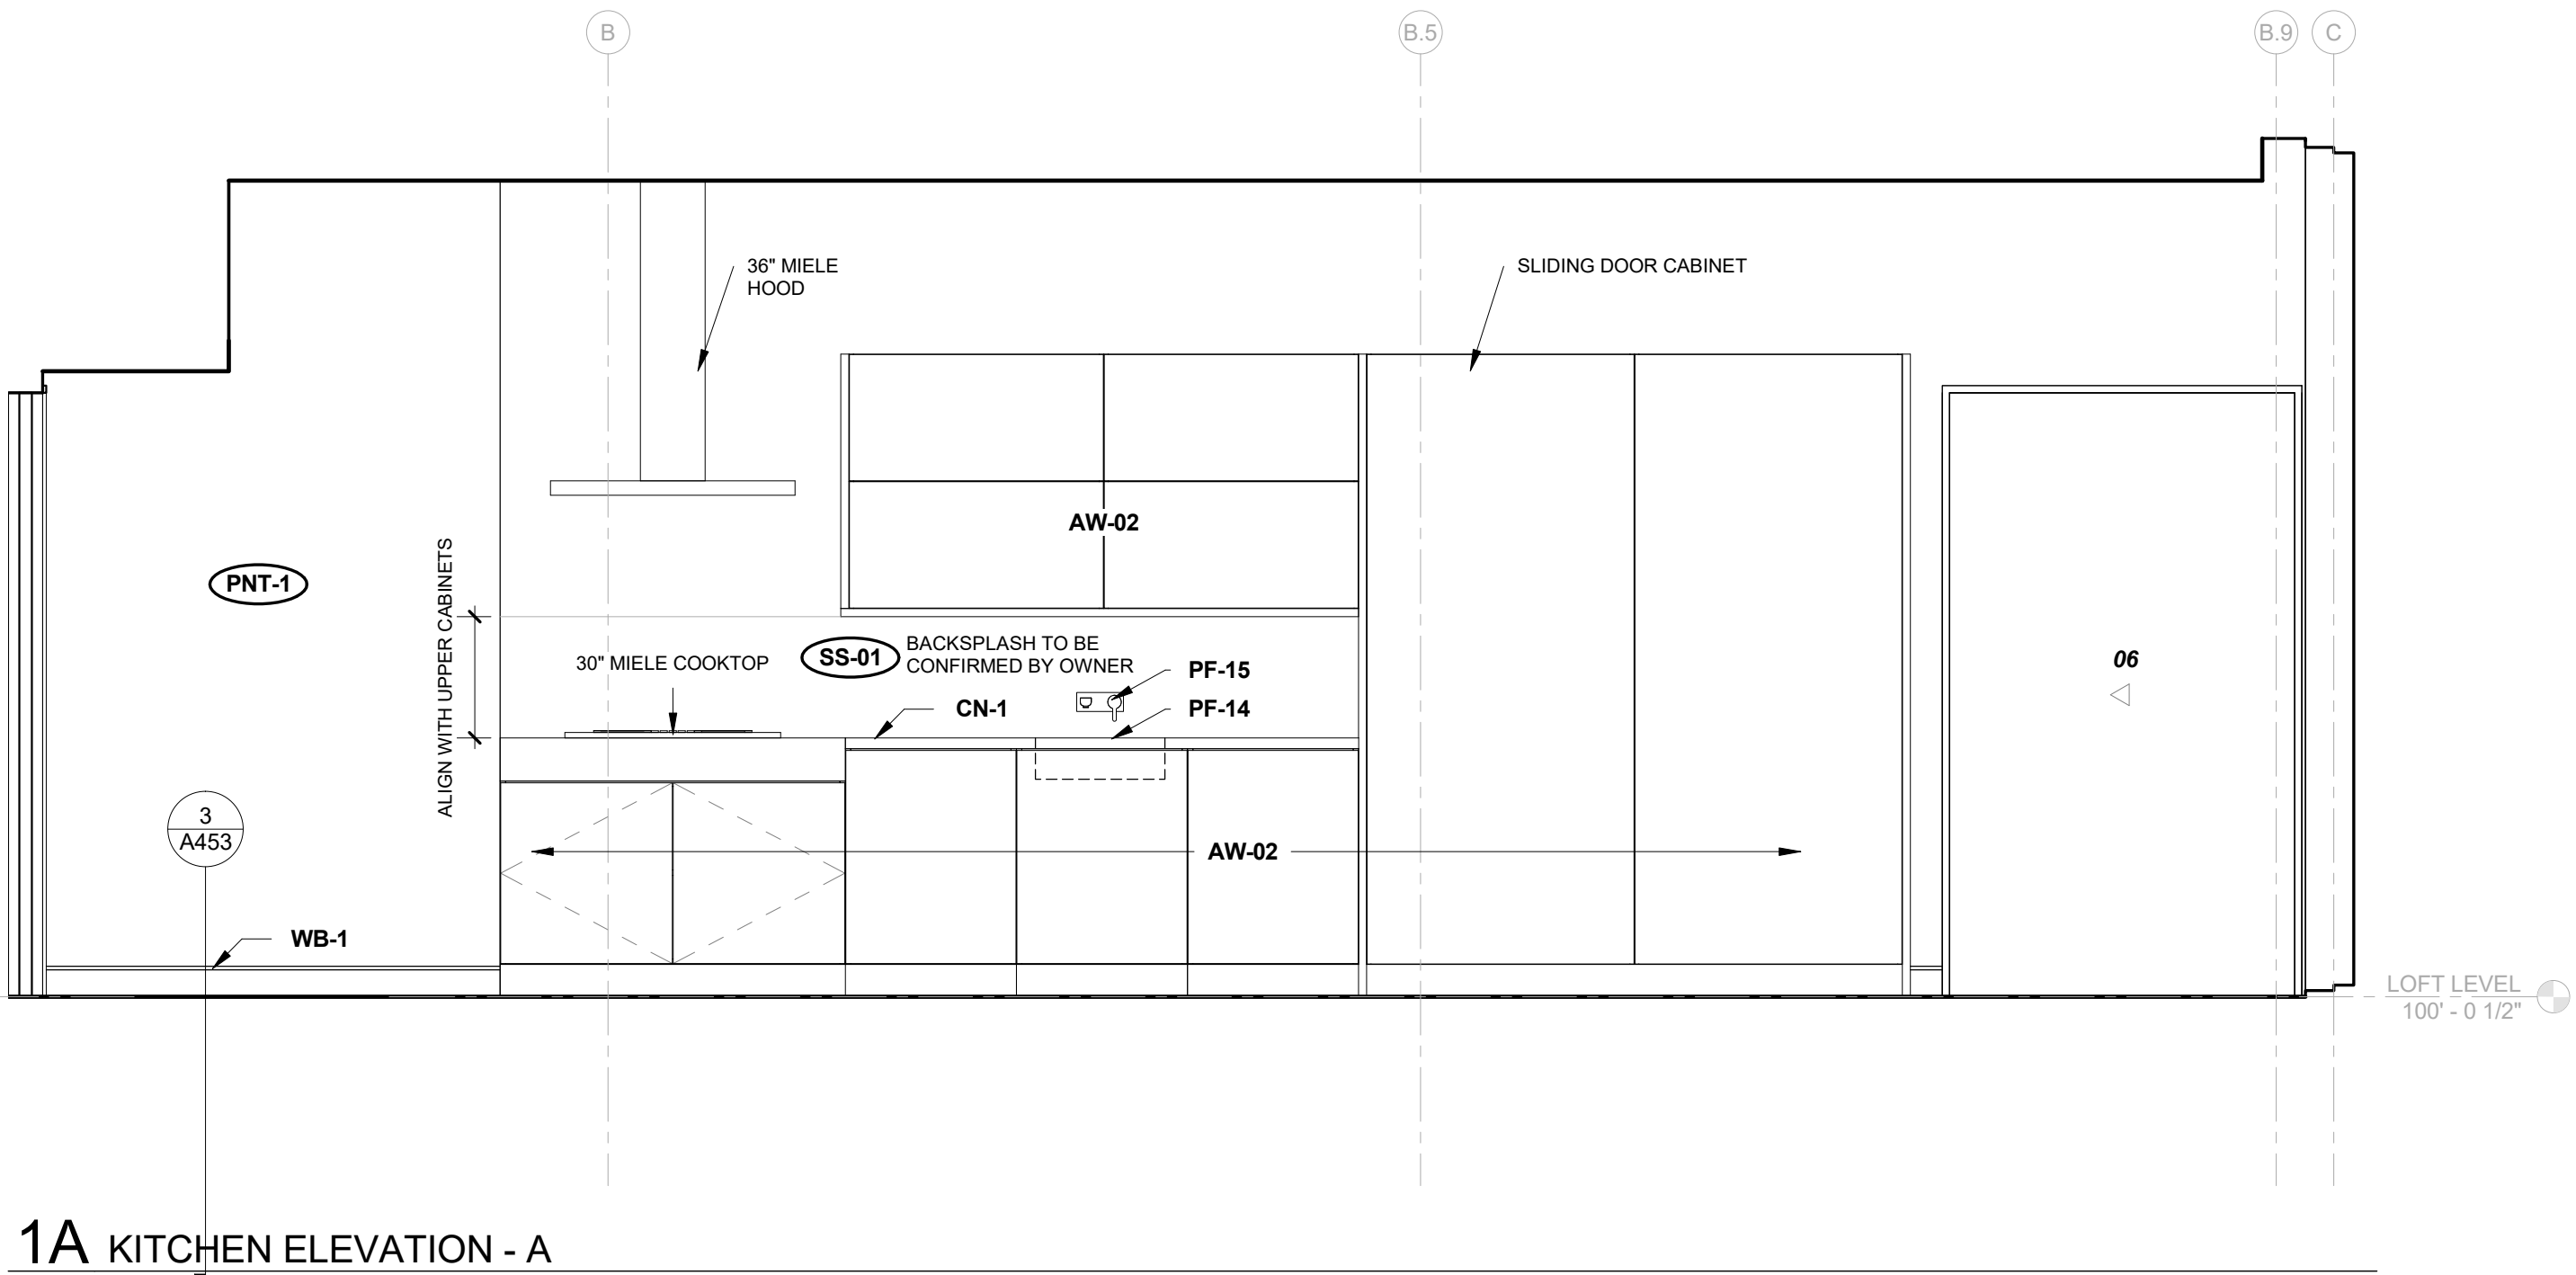 B
B.5
B.9
C
36" MIELE
HOOD
SLIDING DOOR CABINET
AW-02
PNT-1
ALIGN WITH UPPER CABINETS
30" MIELE COOKTOP
SS-01
BACKSPLASH TO BE
CONFIRMED BY OWNER
PF-15
PF-14
CN-1
06
3
A453
AW-02
WB-1
LOFT LEVEL
100' - 0 1/2"
1A KITCHEN ELEVATION - A